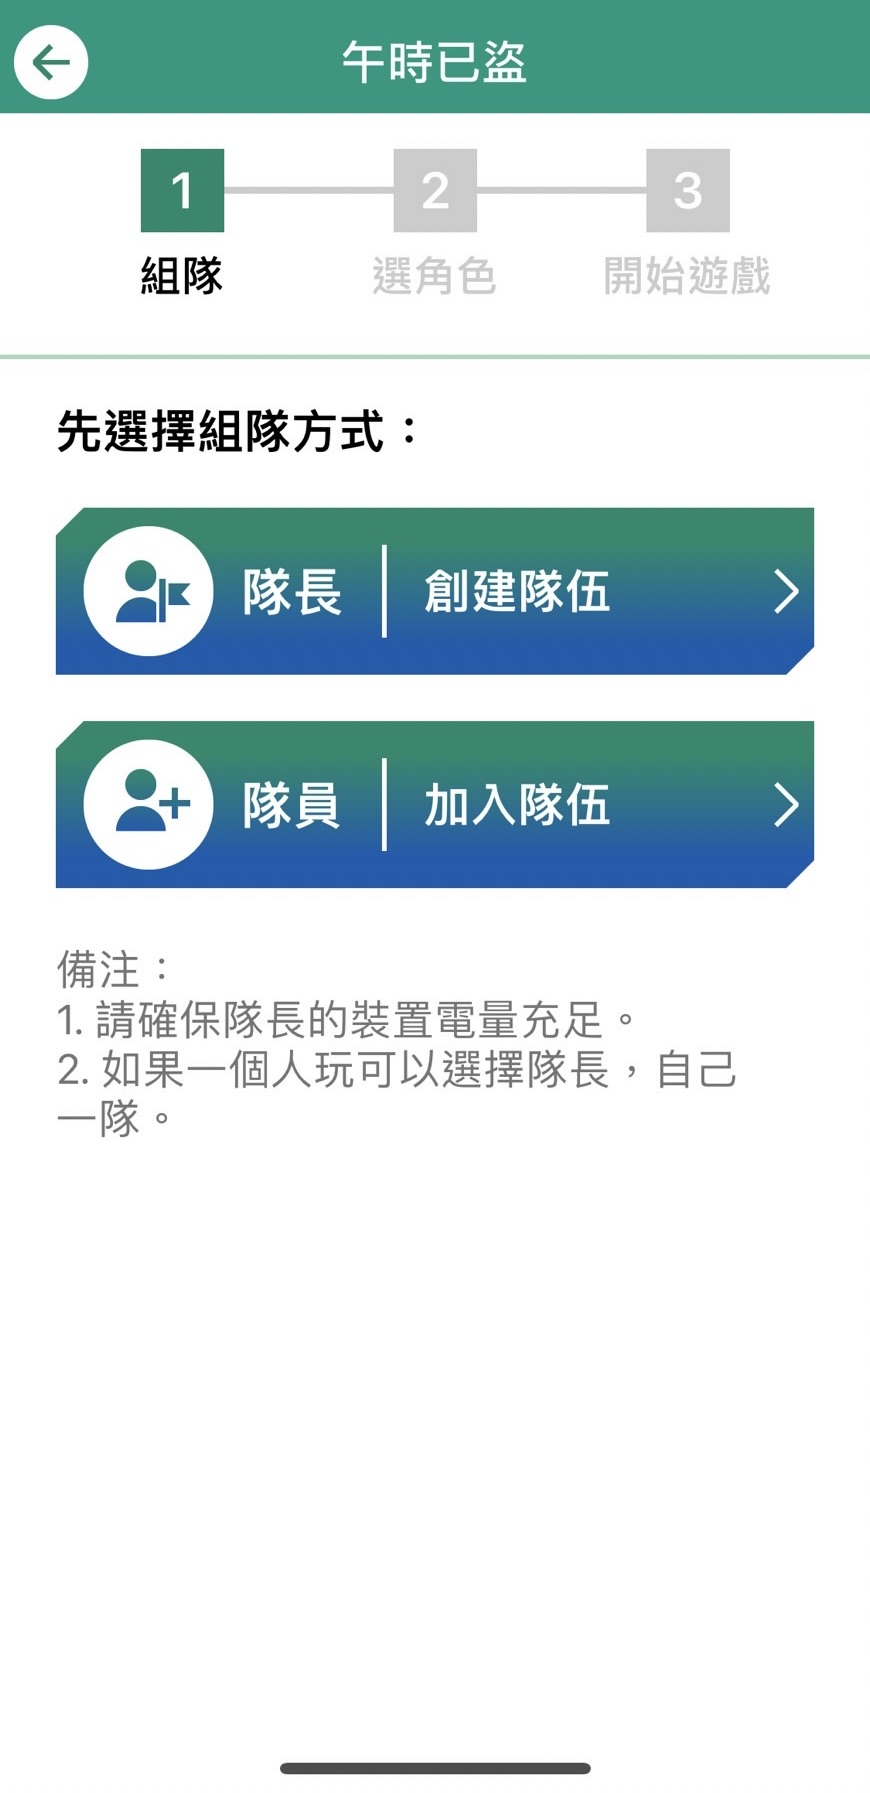 午時已盜
1
2
3
組隊
選角色
開始遊戲
先選擇組隊方式：
隊長
創建隊伍
隊員
加入隊伍
備注：
1. 請確保隊長的裝置電量充足。
2. 如果一個人玩可以選擇隊長，自己
一隊。